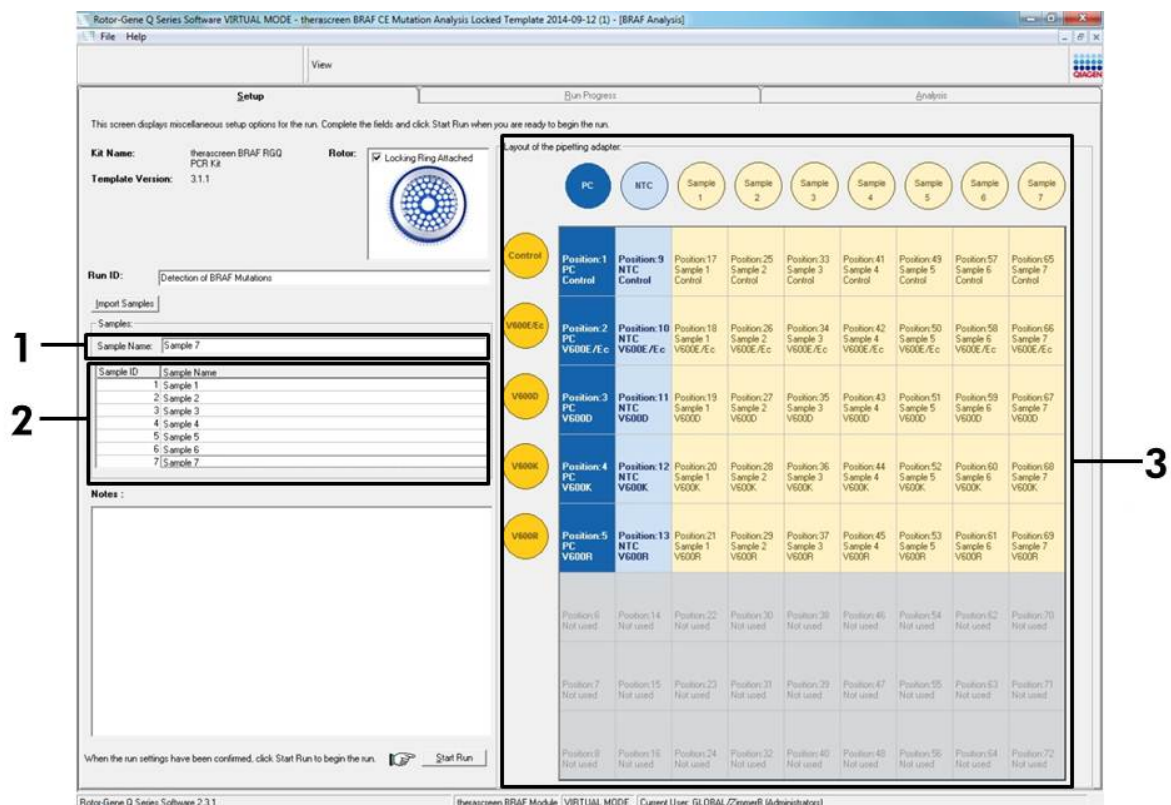 Rotor-Gene Q Series Software VIRTUAL MODE - therascreen BRAF CE Mutation Analysis Locked Template 2014-09-12 (1) - [BRAF Analysis]
File Help
View
QIAGEN
Setup
Run Progress
Analysis
This screen displays miscellaneous setup options for the run. Complete the fields and click Start Run when you are ready to begin the run.
Kit Name: therascreen BRAF RGQ PCR Kit
Template Version: 3.1.1
Rotor:
Locking Ring Attached
Run ID: Detection of BRAF Mutations
Import Samples
Samples:
1
Sample Name: Sample 7
2
Sample ID Sample Name
1 Sample 1
2 Sample 2
3 Sample 3
4 Sample 4
5 Sample 5
6 Sample 6
7 Sample 7
Notes :
When the run settings have been confirmed, click Start Run to begin the run.
Start Run
Layout of the pipetting adapter:
PC NTC Sample 1 Sample 2 Sample 3 Sample 4 Sample 5 Sample 6 Sample 7
Control
Position:1 Position:9 Position:17 Position:25 Position:33 Position:41 Position:49 Position:57 Position:65
PC NTC Sample 1 Sample 2 Sample 3 Sample 4 Sample 5 Sample 6 Sample 7
Control Control Control Control Control Control Control Control Control
V600E/Ec
Position:2 Position:10 Position:18 Position:26 Position:34 Position:42 Position:50 Position:58 Position:66
PC NTC Sample 1 Sample 2 Sample 3 Sample 4 Sample 5 Sample 6 Sample 7
V600E/Ec V600E/Ec V600E/Ec V600E/Ec V600E/Ec V600E/Ec V600E/Ec V600E/Ec V600E/Ec
V600D
Position:3 Position:11 Position:19 Position:27 Position:35 Position:43 Position:51 Position:59 Position:67
PC NTC Sample 1 Sample 2 Sample 3 Sample 4 Sample 5 Sample 6 Sample 7
V600D V600D V600D V600D V600D V600D V600D V600D V600D
V600K
Position:4 Position:12 Position:20 Position:28 Position:36 Position:44 Position:52 Position:60 Position:68
PC NTC Sample 1 Sample 2 Sample 3 Sample 4 Sample 5 Sample 6 Sample 7
V600K V600K V600K V600K V600K V600K V600K V600K V600K
V600R
Position:5 Position:13 Position:21 Position:29 Position:37 Position:45 Position:53 Position:61 Position:69
PC NTC Sample 1 Sample 2 Sample 3 Sample 4 Sample 5 Sample 6 Sample 7
V600R V600R V600R V600R V600R V600R V600R V600R V600R
Position:6 Position:14 Position:22 Position:30 Position:38 Position:46 Position:54 Position:62 Position:70
Not used Not used Not used Not used Not used Not used Not used Not used Not used
Position:7 Position:15 Position:23 Position:31 Position:39 Position:47 Position:55 Position:63 Position:71
Not used Not used Not used Not used Not used Not used Not used Not used Not used
Position:8 Position:16 Position:24 Position:32 Position:40 Position:48 Position:56 Position:64 Position:72
Not used Not used Not used Not used Not used Not used Not used Not used Not used
3
Rotor-Gene Q Series Software 2.3.1
therascreen BRAF Module VIRTUAL MODE Current User: GLOBAL/ZimmerB (Administrators)